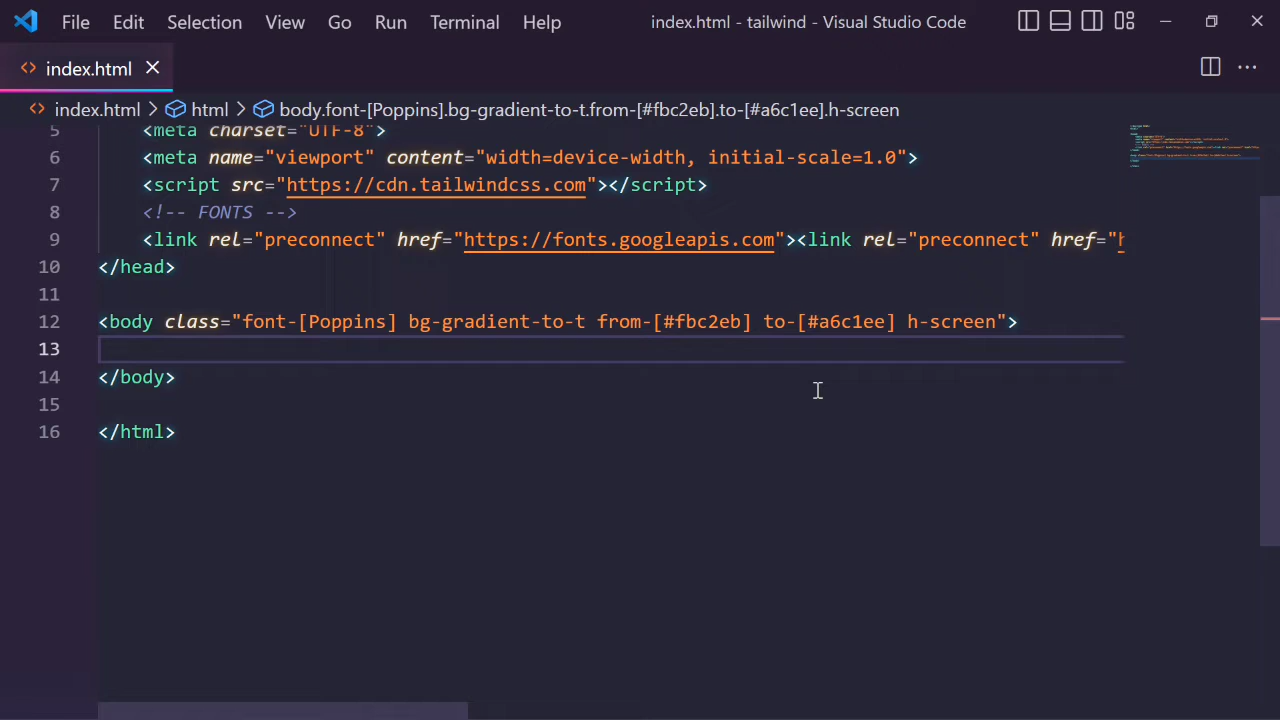 File Edit Selection View Go Run Terminal Help index.html - tailwind - Visual Studio Code
index.html
index.html > html > body.font-[Poppins].bg-gradient-to-t.from-[#fbc2eb].to-[#a6c1ee].h-screen
5 <meta charset="UTF-8">
6 <meta name="viewport" content="width=device-width, initial-scale=1.0">
7 <script src="https://cdn.tailwindcss.com"></script>
8 <!-- FONTS -->
9 <link rel="preconnect" href="https://fonts.googleapis.com"><link rel="preconnect" href="h
10 </head>
11
12 <body class="font-[Poppins] bg-gradient-to-t from-[#fbc2eb] to-[#a6c1ee] h-screen">
13
14 </body>
15
16 </html>